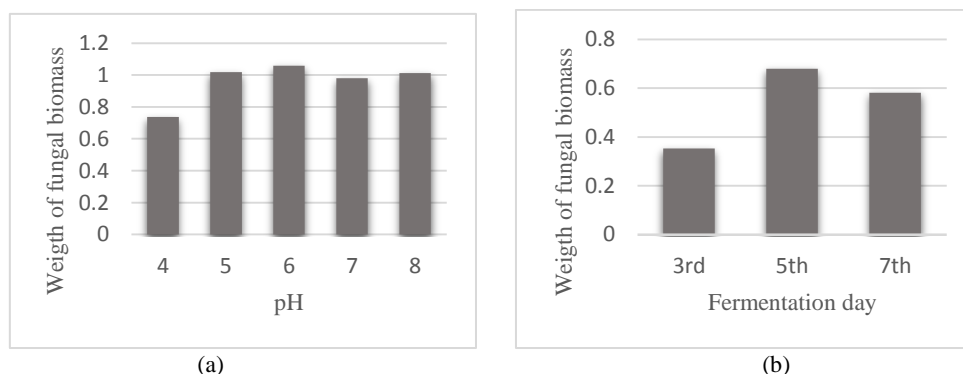 Weigth of fungal biomass
1.2
1
0.8
0.6
0.4
0.2
0
4 5 6 7 8
pH
(a)
Weigth of fungal biomass
0.8
0.6
0.4
0.2
0
3rd 5th 7th
Fermentation day
(b)